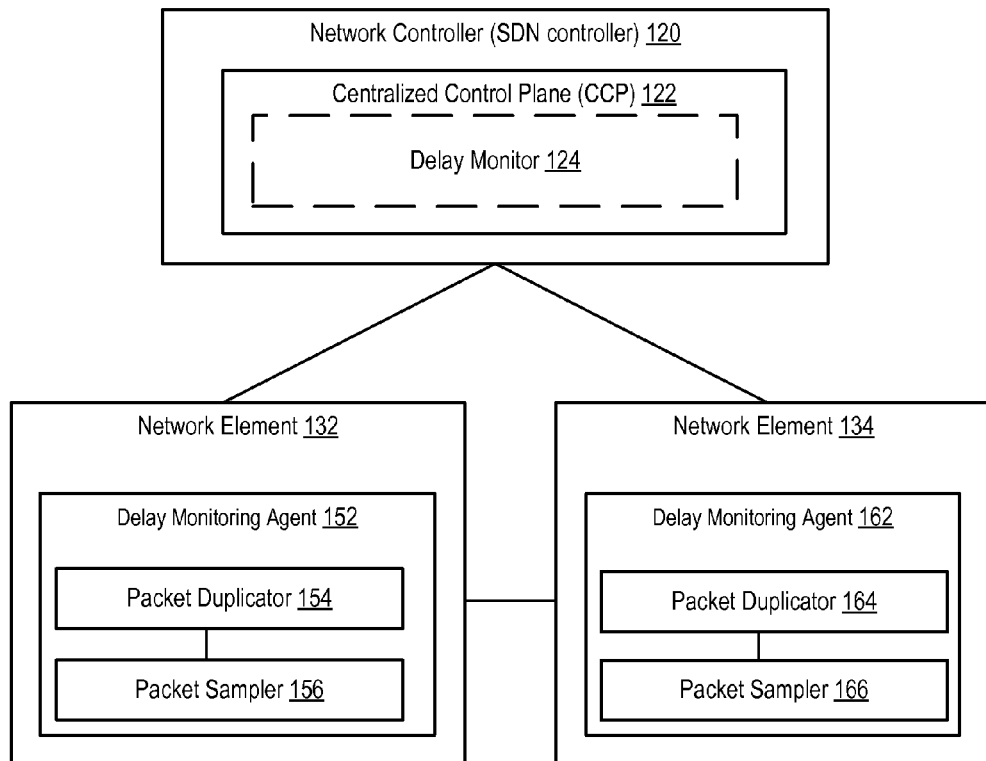 Network Controller (SDN controller) 120
Centralized Control Plane (CCP) 122
Delay Monitor 124
Network Element 132
Delay Monitoring Agent 152
Packet Duplicator 154
Packet Sampler 156
Network Element 134
Delay Monitoring Agent 162
Packet Duplicator 164
Packet Sampler 166